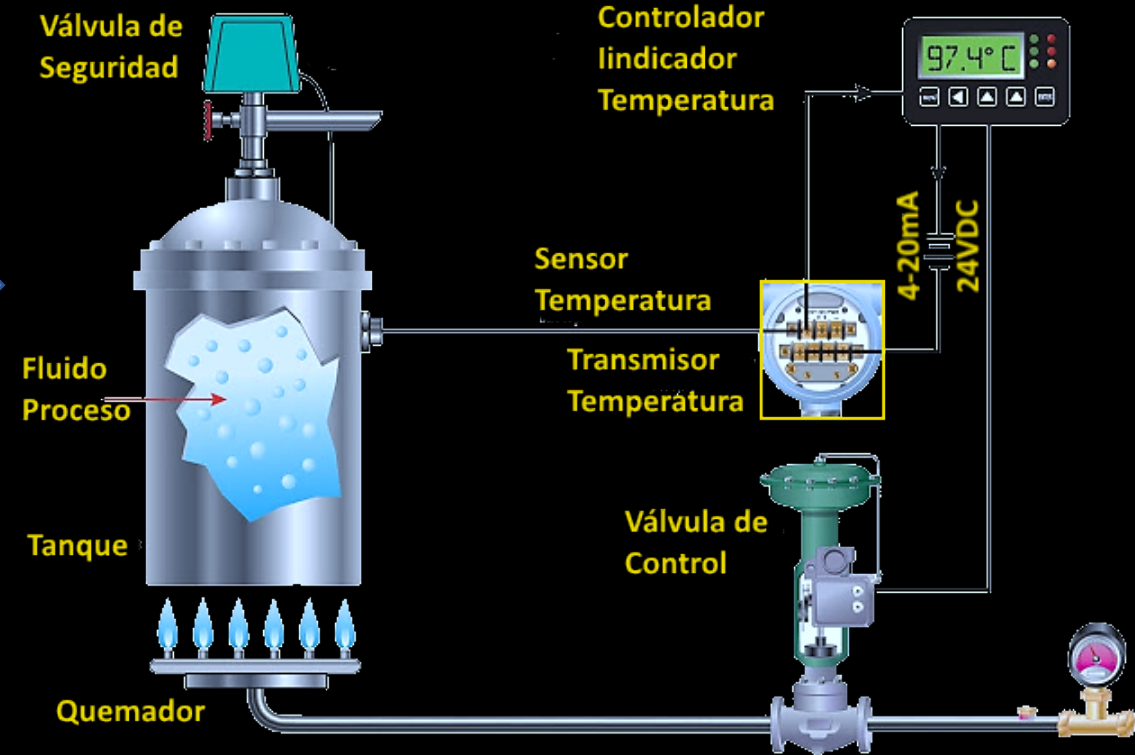 Válvula de
Seguridad
Controlador
Iindicador
Temperatura
97.4°C
4-20mA
24VDC
Sensor
Temperatura
Transmisor
Temperatura
Fluido
Proceso
Válvula de
Control
Tanque
Quemador